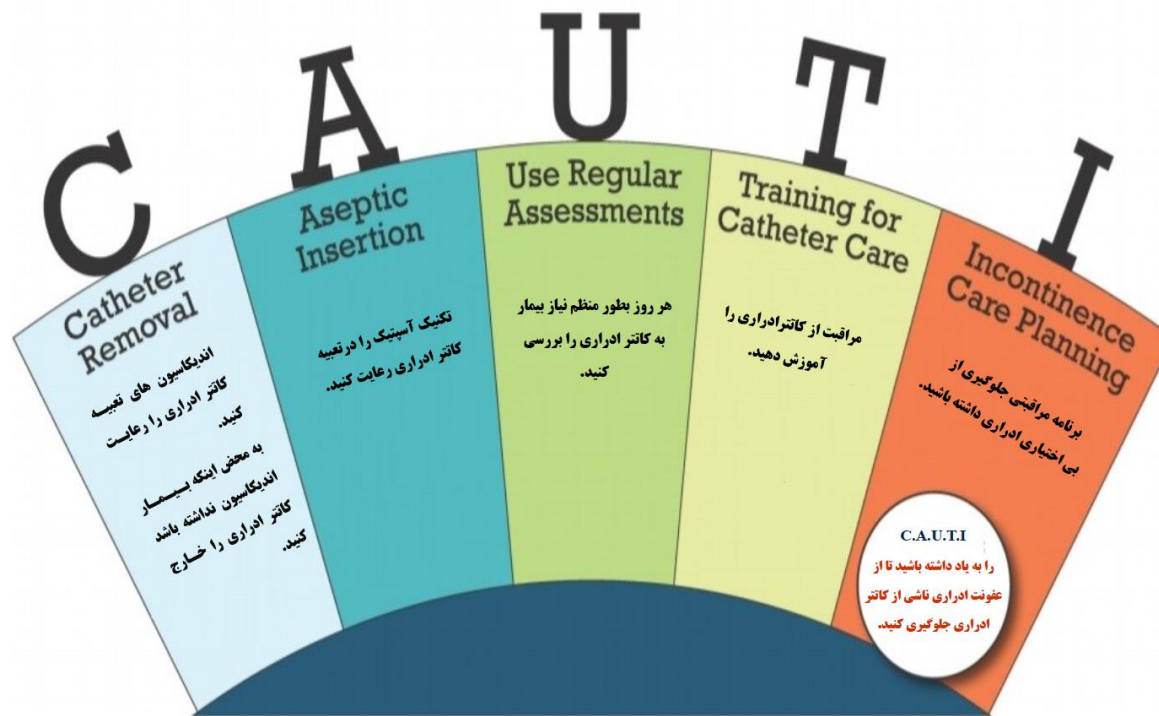 C A U T I
Catheter
Removal
اندیکاسیون های تعبیه
کاتتر ادراری را رعایت
کنید.
به محض اینکه بیمار
اندیکاسیون نداشته باشد
کاتتر ادراری را خارج
کنید.
Aseptic
Insertion
تکنیک آسپتیک را درتعبیه
کاتتر ادراری رعایت کنید.
Use Regular
Assessments
هر روز بطور منظم نیاز بیمار
به کاتتر ادراری را بررسی
کنید.
Training for
Catheter Care
مراقبت از کاتترادراری را
آموزش دهید.
Incontinence
Care Planning
برنامه مراقبتی جلوگیری از
بی اختیاری ادراری داشته باشید.
C.A.U.T.I
را به یاد داشته باشید تا از
عفونت ادراری ناشی از کاتتر
ادراری جلوگیری کنید.